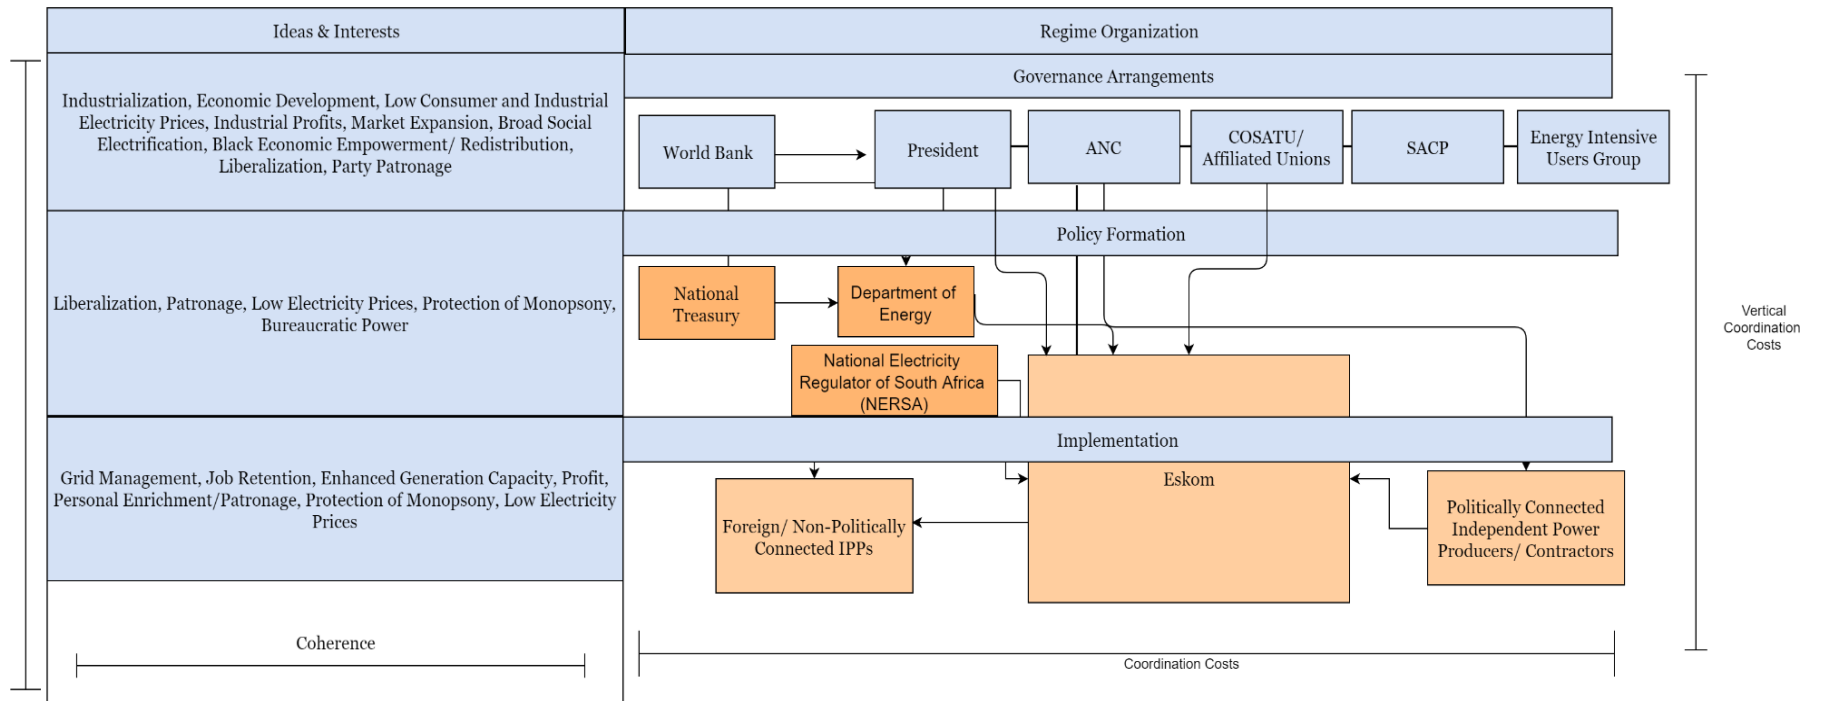 Ideas & Interests
Regime Organization
Governance Arrangements
Industrialization, Economic Development, Low Consumer and Industrial
Electricity Prices, Industrial Profits, Market Expansion, Broad Social
Electrification, Black Economic Empowerment/ Redistribution,
Liberalization, Party Patronage
World Bank
President
ANC
COSATU/
Affiliated Unions
SACP
Energy Intensive
Users Group
Policy Formation
Liberalization, Patronage, Low Electricity Prices, Protection of Monopsony,
Bureaucratic Power
National
Treasury
Department of
Energy
National Electricity
Regulator of South Africa
(NERSA)
Vertical
Coordination
Costs
Implementation
Grid Management, Job Retention, Enhanced Generation Capacity, Profit,
Personal Enrichment/Patronage, Protection of Monopsony, Low Electricity
Prices
Foreign/ Non-Politically
Connected IPPs
Eskom
Politically Connected
Independent Power
Producers/ Contractors
Coherence
Coordination Costs